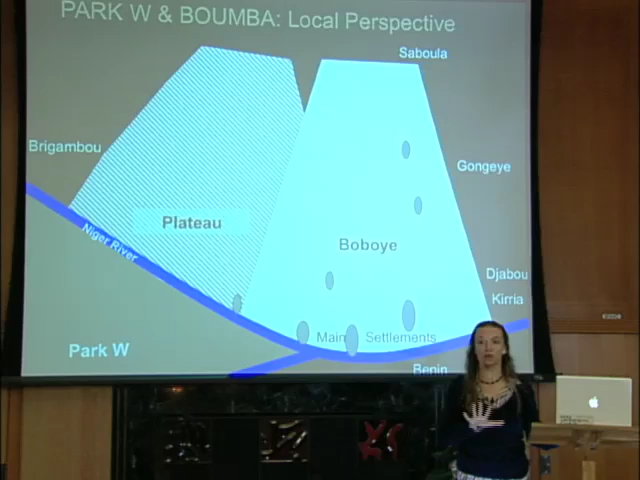 PARK W & BOUMBA: Local Perspective
Saboula
Brigambou
Gongeye
Plateau
Niger River
Boboye
Djabou
Kirria
Main Settlements
Park W
Benin